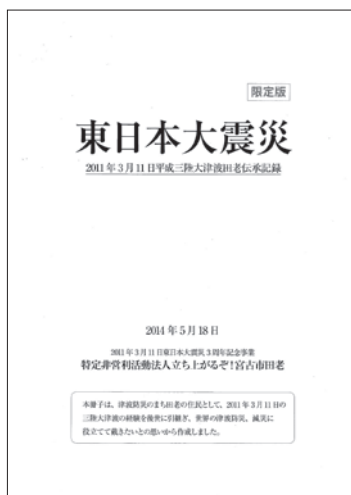 限定版
東日本大震災
2011年3月11日平成三陸大津波田老伝承記録
2014年5月18日
2011年3月11日東日本大震災3周年記念事業
特定非営利活動法人立ち上がるぞ!宮古市田老
本冊子は、津波防災のまち田老の住民として、2011年3月11日の
三陸大津波の経験を後世に引継ぎ、世界の津波防災、減災に
役立てて戴きたいとの思いから作成しました。